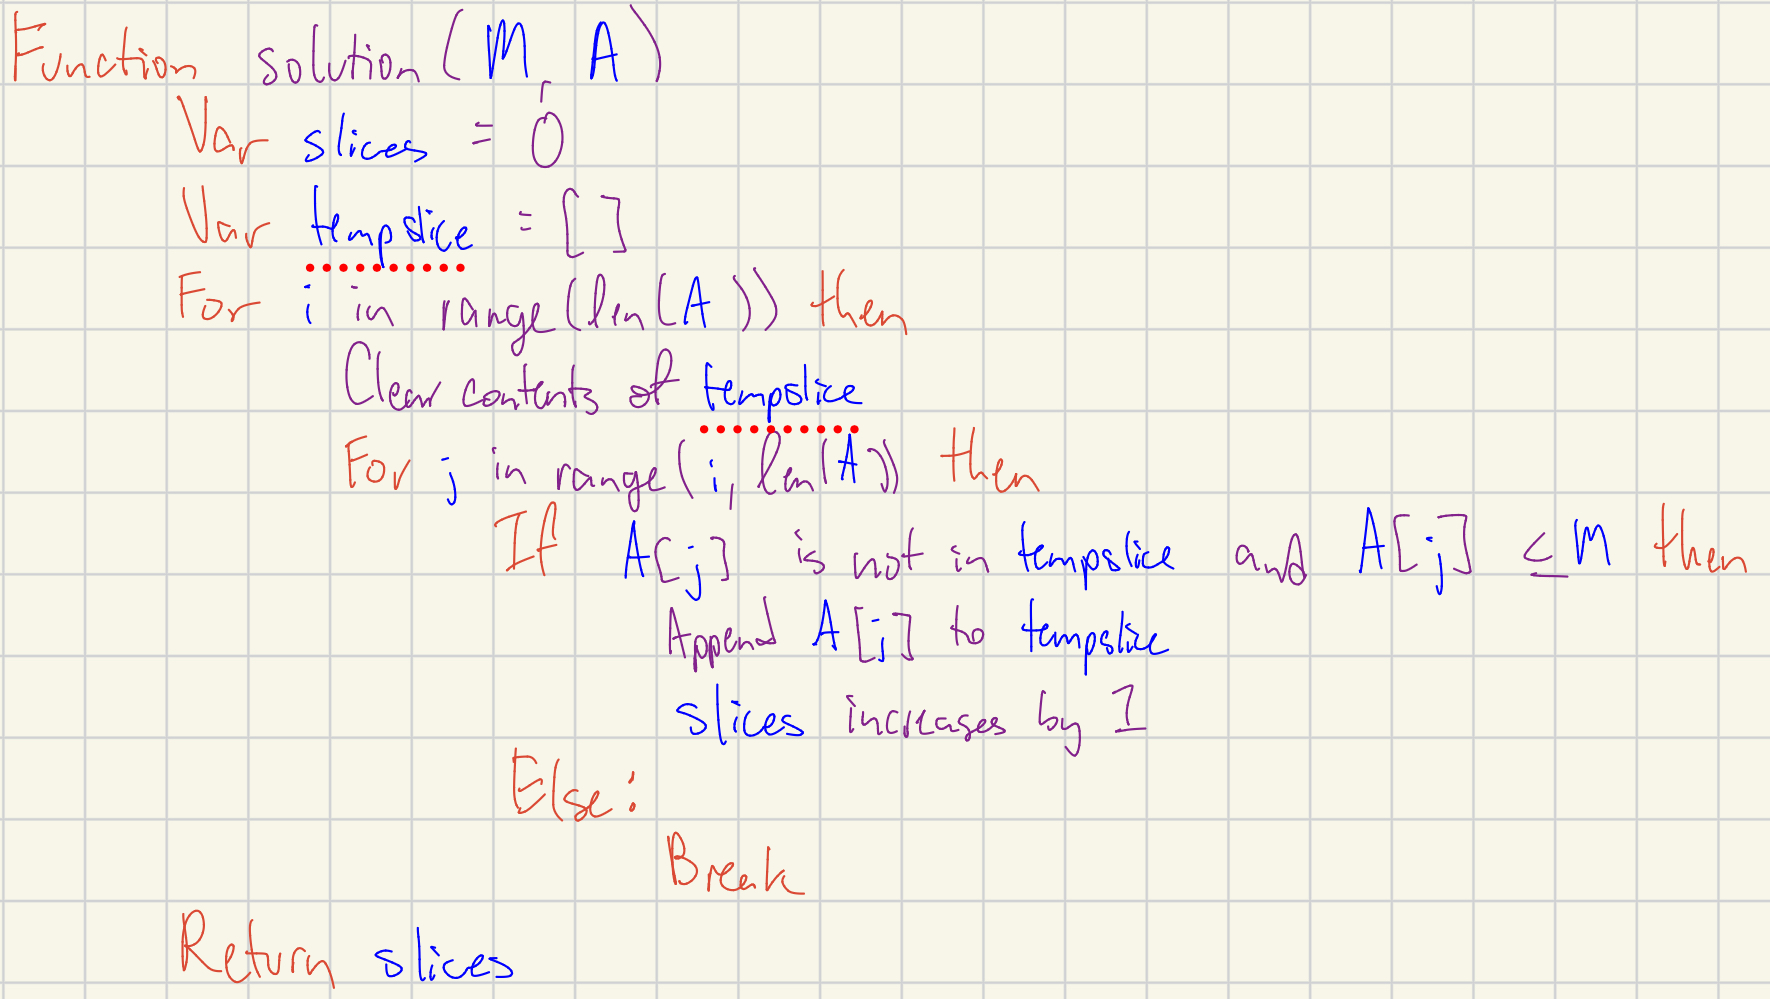 Function solution (M, A)
Var slices = 0
Var tempslice = [ ]
For i in range(len(A)) then
Clear contents of tempslice
For j in range(i, len(A)) then
If A[j] is not in tempslice and A[j] ≤ M then
Append A[j] to tempslice
slices increases by 1
Else:
Break
Return slices